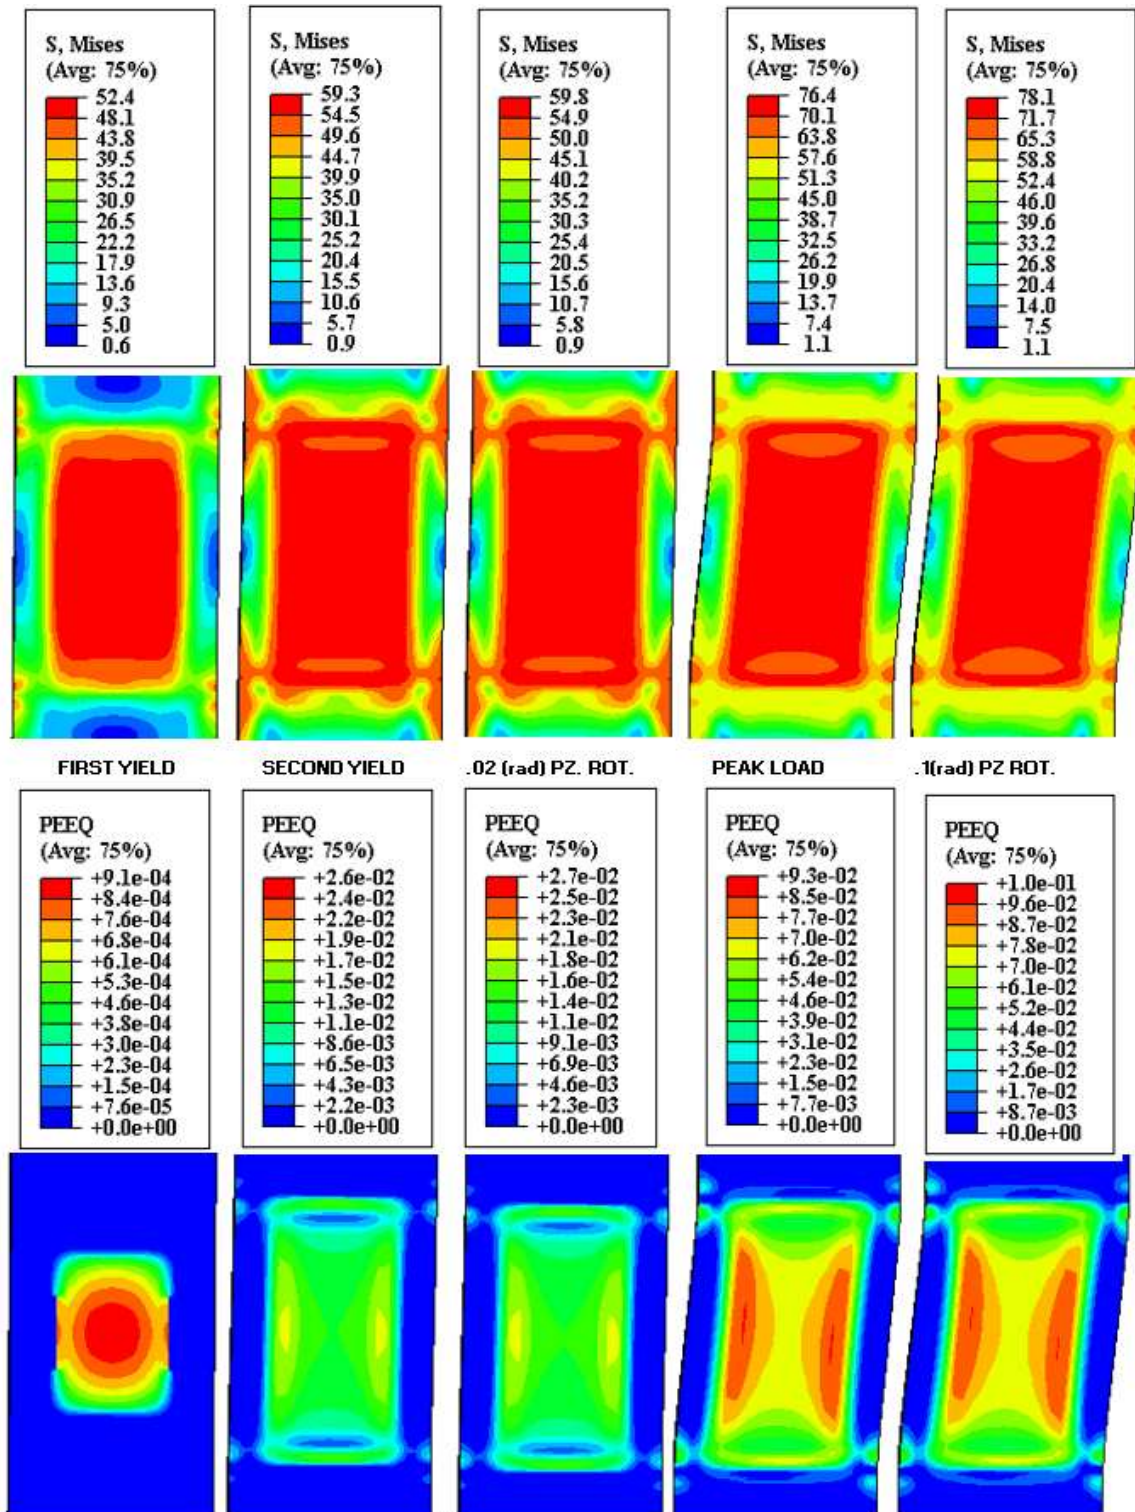 S, Mises
(Avg: 75%)
52.4
48.1
43.8
39.5
35.2
30.9
26.5
22.2
17.9
13.6
9.3
5.0
0.6
S, Mises
(Avg: 75%)
59.3
54.5
49.6
44.7
39.9
35.0
30.1
25.2
20.4
15.5
10.6
5.7
0.9
S, Mises
(Avg: 75%)
59.8
54.9
50.0
45.1
40.2
35.2
30.3
25.4
20.5
15.6
10.7
5.8
0.9
S, Mises
(Avg: 75%)
76.4
70.1
63.8
57.6
51.3
45.0
38.7
32.5
26.2
19.9
13.7
7.4
1.1
S, Mises
(Avg: 75%)
78.1
71.7
65.3
58.8
52.4
46.0
39.6
33.2
26.8
20.4
14.0
7.5
1.1
FIRST YIELD
SECOND YIELD
.02 (rad) PZ. ROT.
PEAK LOAD
.1(rad) PZ ROT.
PEEQ
(Avg: 75%)
+9.1e-04
+8.4e-04
+7.6e-04
+6.8e-04
+6.1e-04
+5.3e-04
+4.6e-04
+3.8e-04
+3.0e-04
+2.3e-04
+1.5e-04
+7.6e-05
+0.0e+00
PEEQ
(Avg: 75%)
+2.6e-02
+2.4e-02
+2.2e-02
+1.9e-02
+1.7e-02
+1.5e-02
+1.3e-02
+1.1e-02
+8.6e-03
+6.5e-03
+4.3e-03
+2.2e-03
+0.0e+00
PEEQ
(Avg: 75%)
+2.7e-02
+2.5e-02
+2.3e-02
+2.1e-02
+1.8e-02
+1.6e-02
+1.4e-02
+1.1e-02
+9.1e-03
+6.9e-03
+4.6e-03
+2.3e-03
+0.0e+00
PEEQ
(Avg: 75%)
+9.3e-02
+8.5e-02
+7.7e-02
+7.0e-02
+6.2e-02
+5.4e-02
+4.6e-02
+3.9e-02
+3.1e-02
+2.3e-02
+1.5e-02
+7.7e-03
+0.0e+00
PEEQ
(Avg: 75%)
+1.0e-01
+9.6e-02
+8.7e-02
+7.8e-02
+7.0e-02
+6.1e-02
+5.2e-02
+4.4e-02
+3.5e-02
+2.6e-02
+1.7e-02
+8.7e-03
+0.0e+00